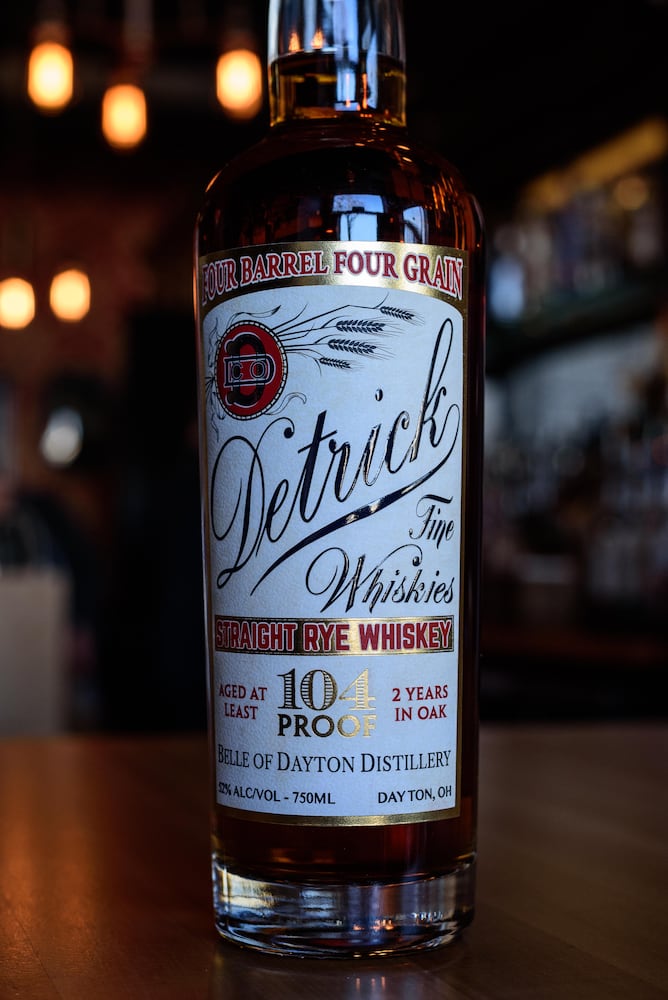 FOUR BARREL FOUR GRAIN
D
CO
Detrick
Fine
Whiskies
STRAIGHT RYE WHISKEY
AGED AT
LEAST
104
PROOF
2 YEARS
IN OAK
BELLE OF DAYTON DISTILLERY
52% ALC/VOL - 750ML
DAYTON, OH